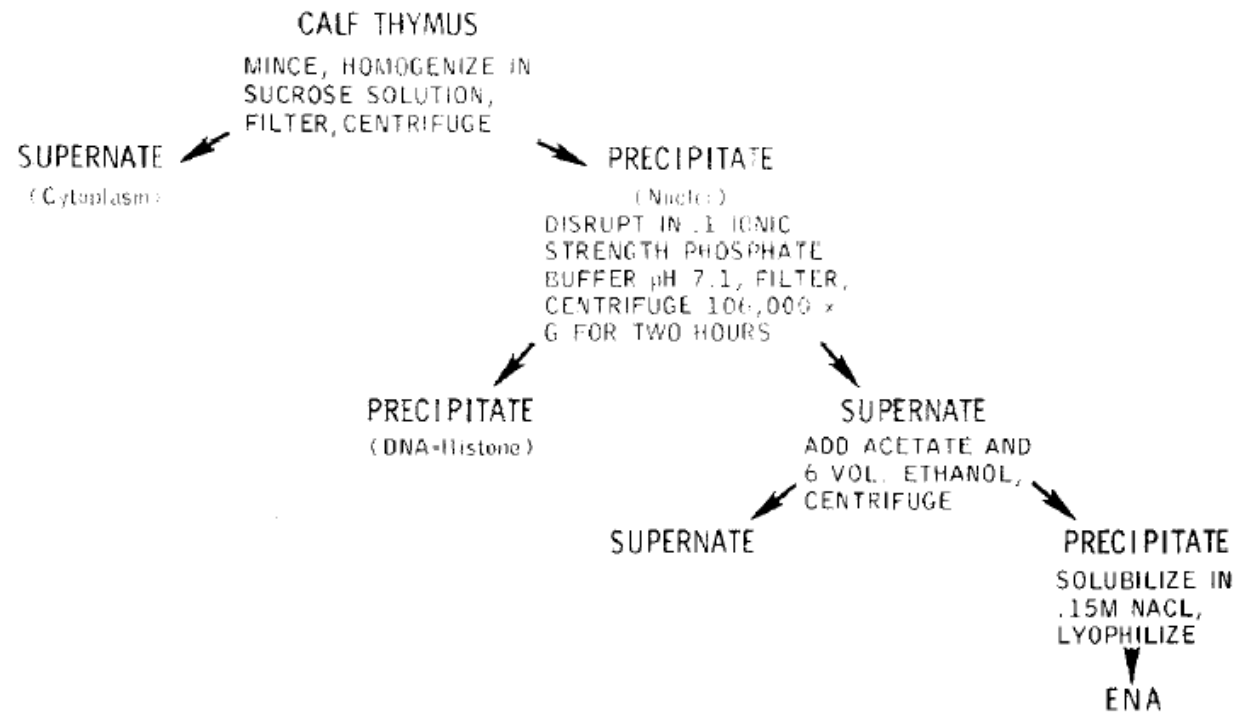 CALF THYMUS
MINCE, HOMOGENIZE IN
SUCROSE SOLUTION,
FILTER, CENTRIFUGE
SUPERNATE
(Cytoplasm)
PRECIPITATE
(Nuclei)
DISRUPT IN .1 IONIC
STRENGTH PHOSPHATE
BUFFER pH 7.1, FILTER,
CENTRIFUGE ×
G FOR TWO HOURS
PRECIPITATE
(DNA-Histone)
SUPERNATE
ADD ACETATE AND
6 VOL. ETHANOL,
CENTRIFUGE
SUPERNATE
PRECIPITATE
SOLUBILIZE IN
.15M NACL,
LYOPHILIZE
ENA